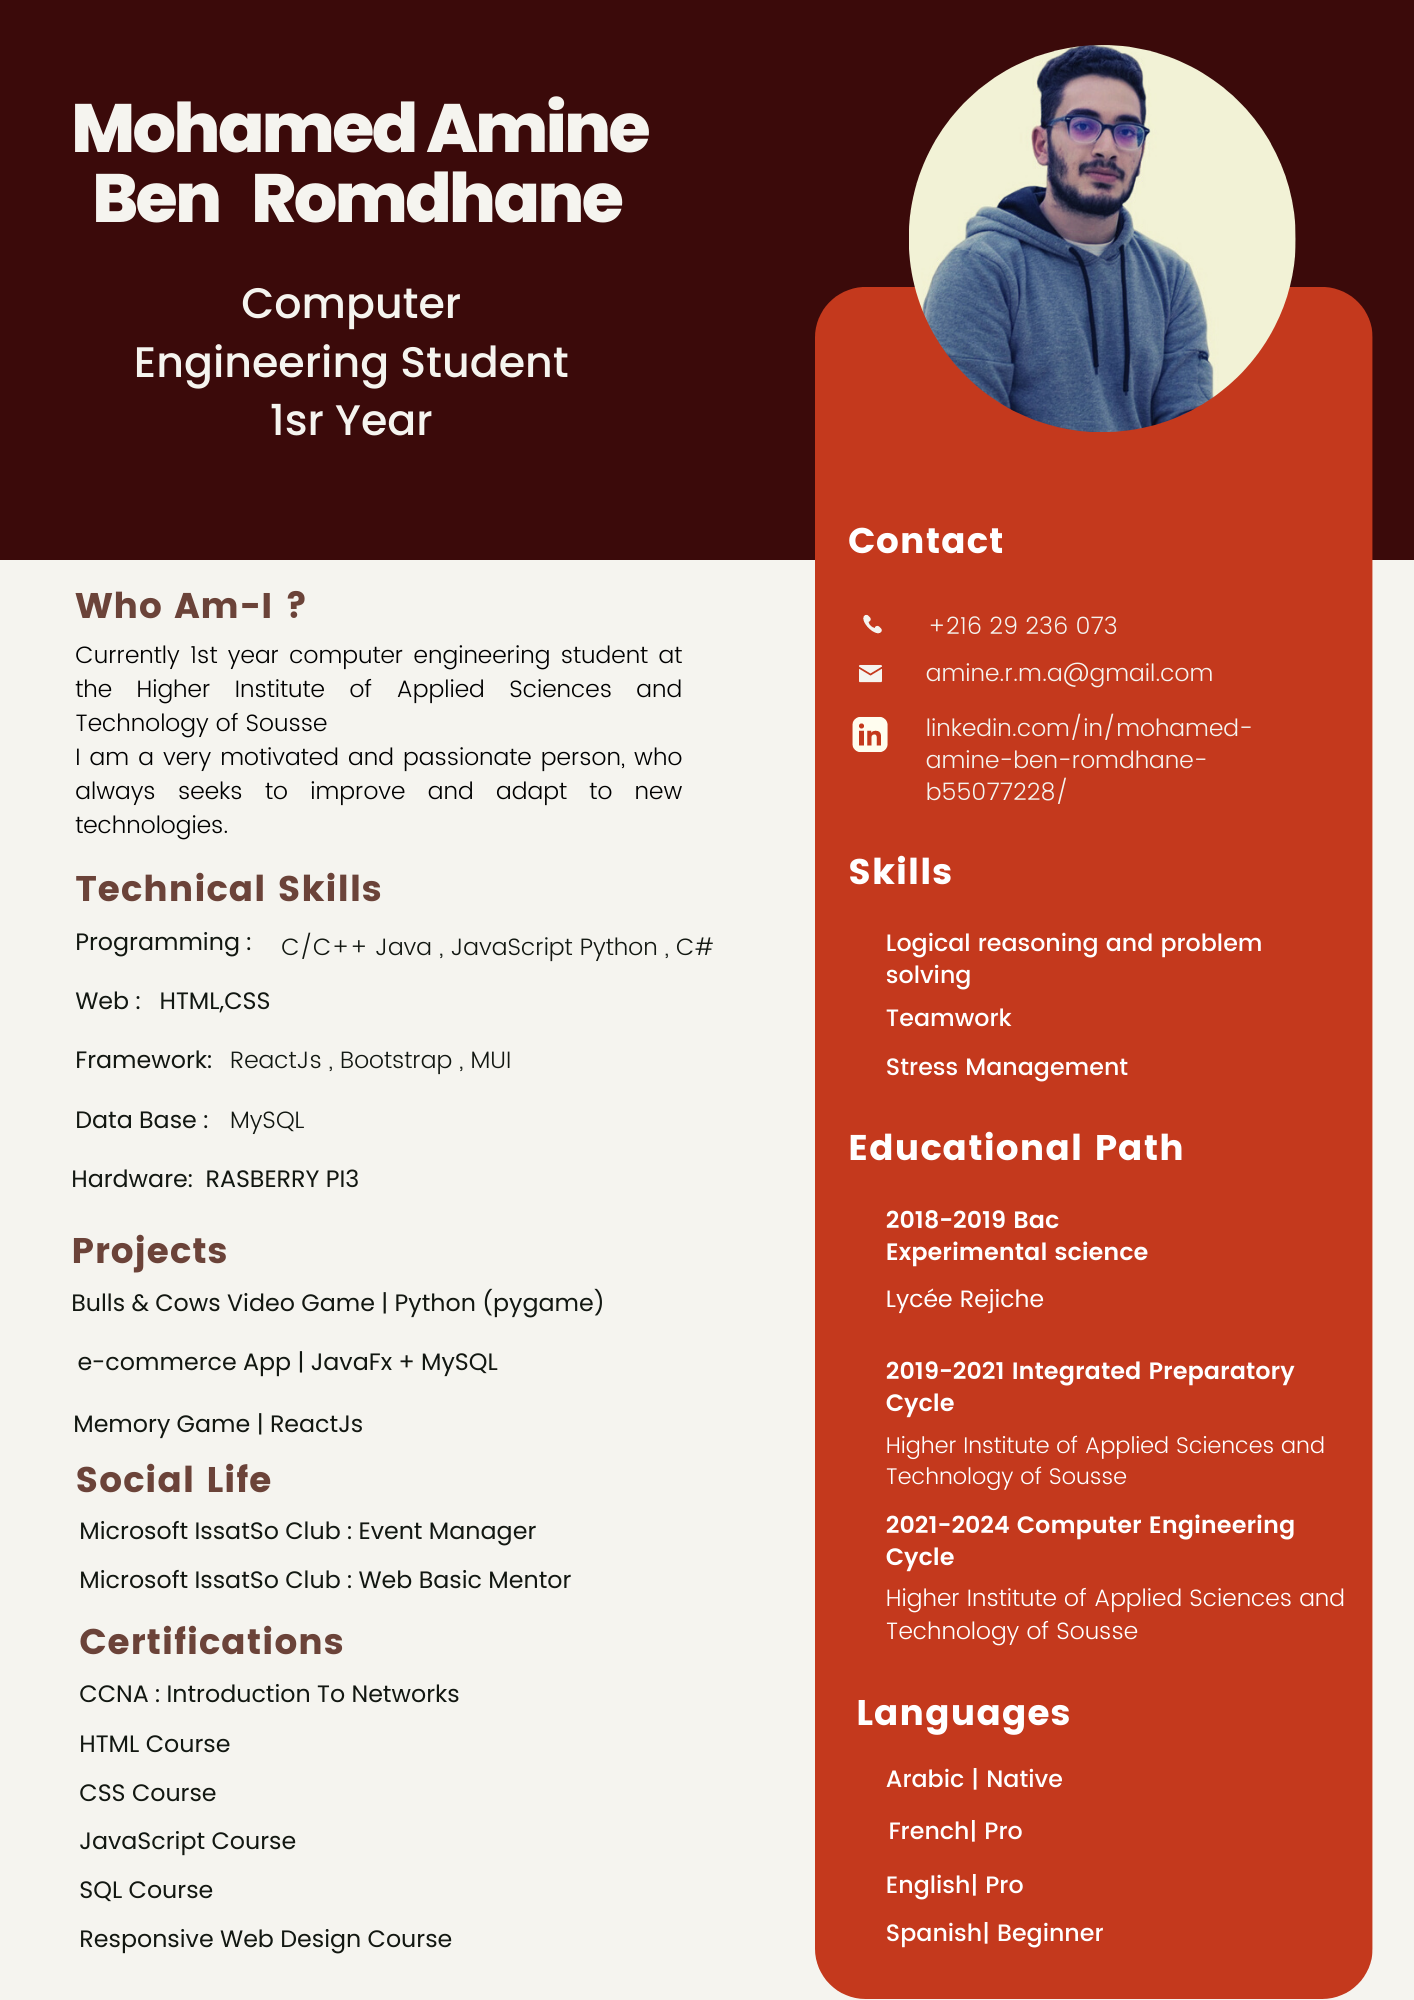 Mohamed Amine
Ben Romdhane
Computer
Engineering Student
1sr Year
Who Am-I ?
Currently 1st year computer engineering student at
the Higher Institute of Applied Sciences and
Technology of Sousse
I am a very motivated and passionate person, who
always seeks to improve and adapt to new
technologies.
Technical Skills
Programming : C/C++ Java , JavaScript Python , C#
Web : HTML,CSS
Framework: ReactJs , Bootstrap , MUI
Data Base : MySQL
Hardware: RASBERRY PI3
Projects
Bulls & Cows Video Game | Python (pygame)
e-commerce App | JavaFx + MySQL
Memory Game | ReactJs
Social Life
Microsoft IssatSo Club : Event Manager
Microsoft IssatSo Club : Web Basic Mentor
Certifications
CCNA : Introduction To Networks
HTML Course
CSS Course
JavaScript Course
SQL Course
Responsive Web Design Course
Contact
+216 29 236 073
amine.r.m.a@gmail.com
in
linkedin.com/in/mohamed-
amine-ben-romdhane-
b55077228/
Skills
Logical reasoning and problem
solving
Teamwork
Stress Management
Educational Path
2018-2019 Bac
Experimental science
Lycée Rejiche
2019-2021 Integrated Preparatory
Cycle
Higher Institute of Applied Sciences and
Technology of Sousse
2021-2024 Computer Engineering
Cycle
Higher Institute of Applied Sciences and
Technology of Sousse
Languages
Arabic | Native
French| Pro
English| Pro
Spanish| Beginner